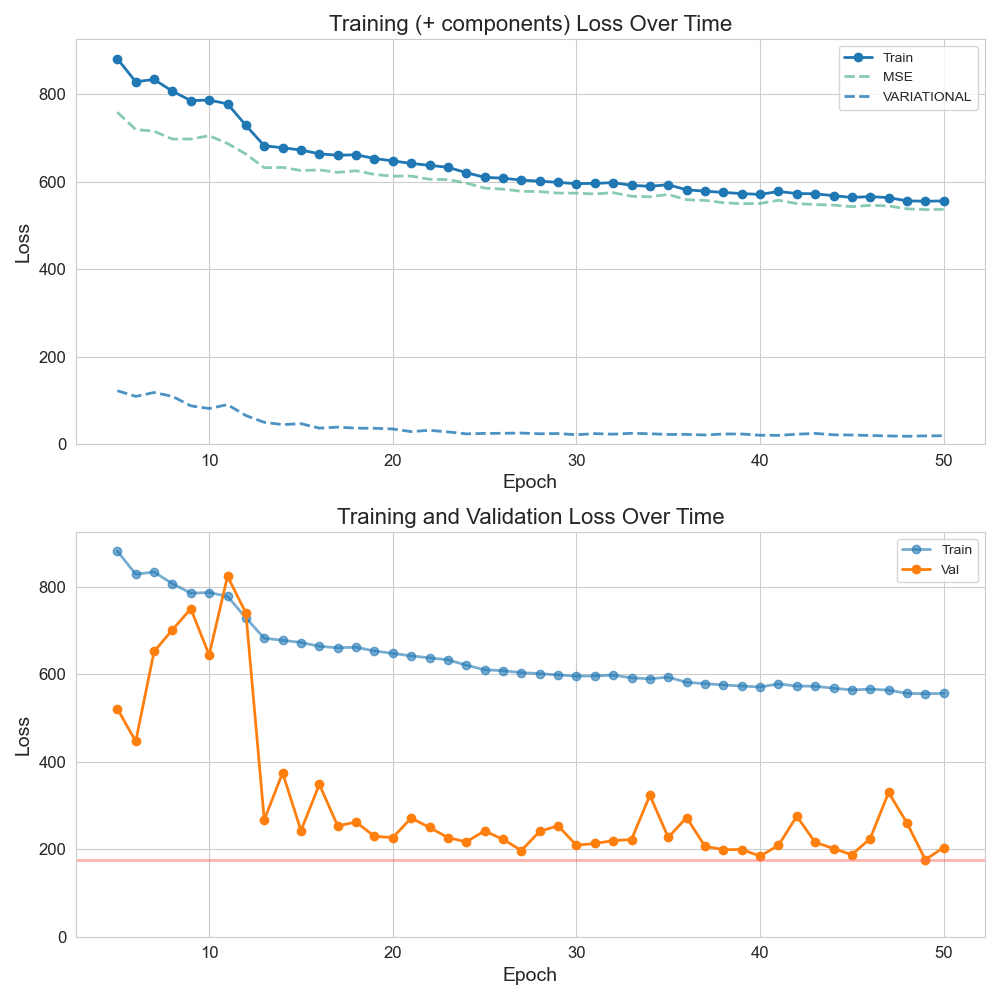 Training (+ components) Loss Over Time
Train
MSE
VARIATIONAL
800
600
400
200
0
Loss
10 20 30 40 50
Epoch
Training and Validation Loss Over Time
Train
Val
800
600
400
200
0
Loss
10 20 30 40 50
Epoch